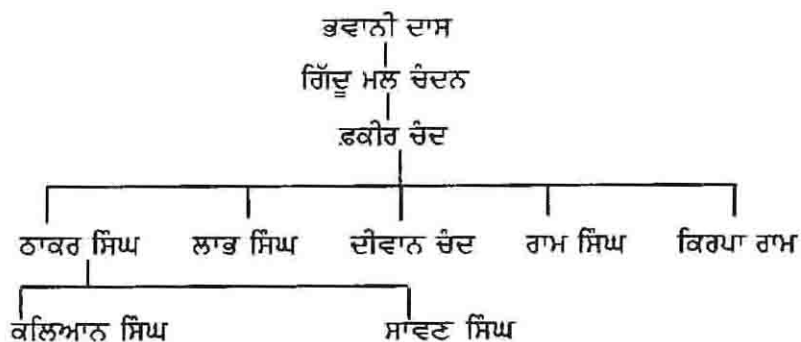 ਭਵਾਨੀ ਦਾਸ
ਗਿੱਦੂ ਮਲ ਚੰਦਨ
ਫ਼ਕੀਰ ਚੰਦ
ਠਾਕਰ ਸਿੰਘ ਲਾਭ ਸਿੰਘ ਦੀਵਾਨ ਚੰਦ ਰਾਮ ਸਿੰਘ ਕਿਰਪਾ ਰਾਮ
ਕਲਿਆਨ ਸਿੰਘ ਸਾਂਵਣ ਸਿੰਘ